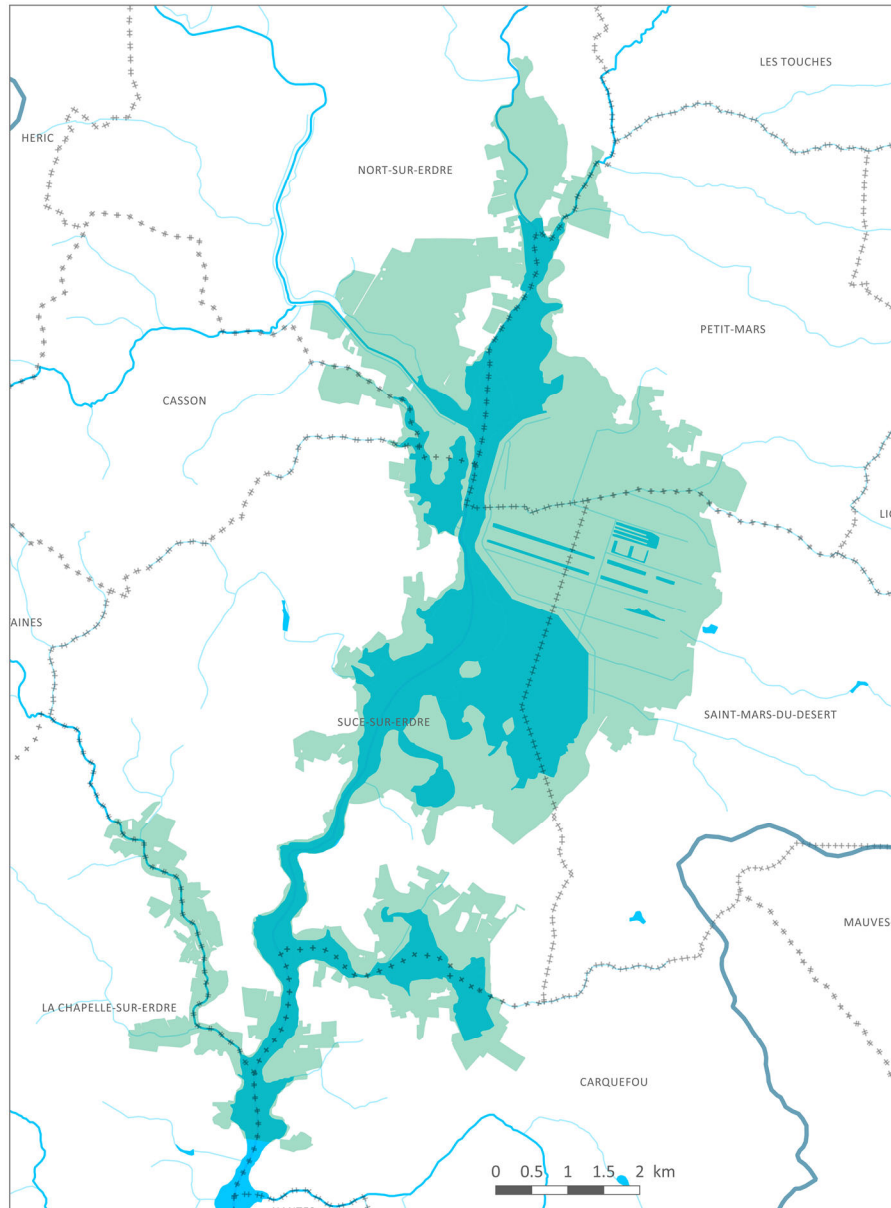 LES TOUCHES
HERIC
NORT-SUR-ERDRE
PETIT-MARS
CASSON
AINES
SUCE-SUR-ERDRE
SAINT-MARS-DU-DESERT
MAUVES
LA CHAPELLE-SUR-ERDRE
CARQUEFOU
0 0.5 1 1.5 2 km